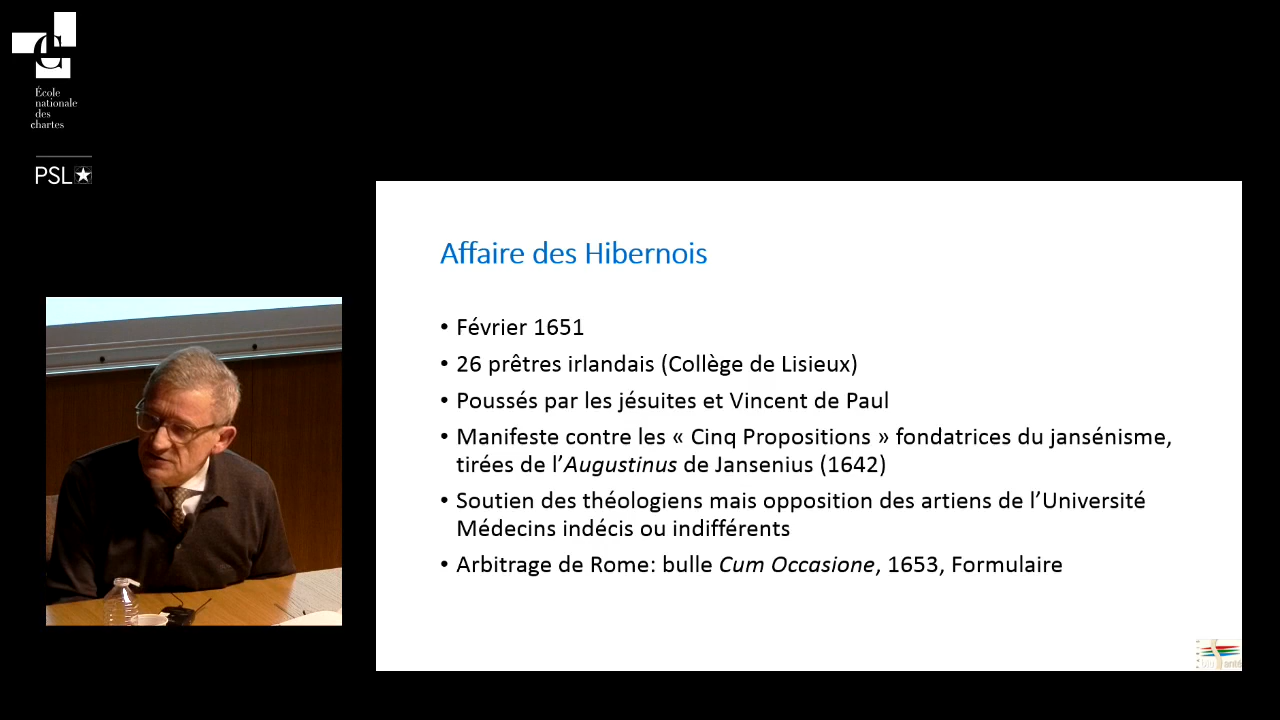 École
nationale
des
chartes
PSL
Affaire des Hibernois
• Février 1651
• 26 prêtres irlandais (Collège de Lisieux)
• Poussés par les jésuites et Vincent de Paul
• Manifeste contre les « Cinq Propositions » fondatrices du jansénisme,
tirées de l’Augustinus de Jansenius (1642)
• Soutien des théologiens mais opposition des artiens de l’Université
Médecins indécis ou indifférents
• Arbitrage de Rome: bulle Cum Occasione, 1653, Formulaire